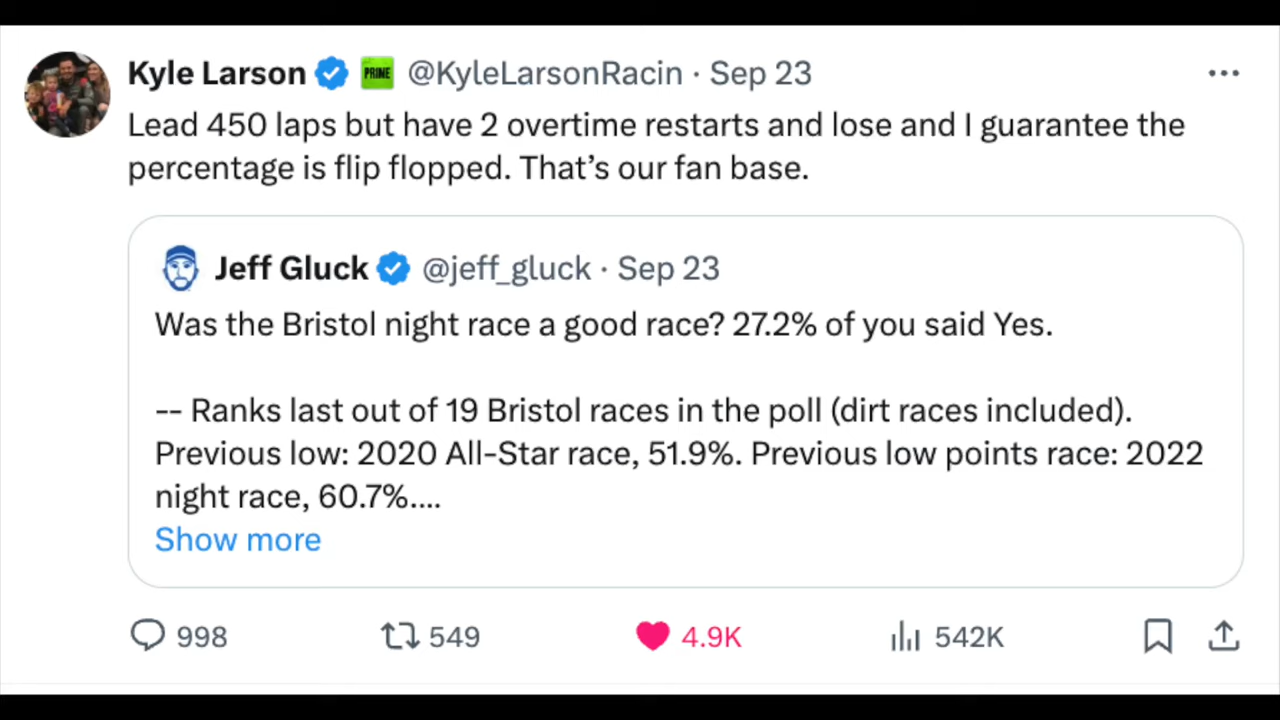 Kyle Larson PRIME @KyleLarsonRacin · Sep 23
Lead 450 laps but have 2 overtime restarts and lose and I guarantee the
percentage is flip flopped. That’s our fan base.
Jeff Gluck @jeff_gluck · Sep 23
Was the Bristol night race a good race? 27.2% of you said Yes.
-- Ranks last out of 19 Bristol races in the poll (dirt races included).
Previous low: 2020 All-Star race, 51.9%. Previous low points race: 2022
night race, 60.7%....
Show more
998 549 4.9K 542K